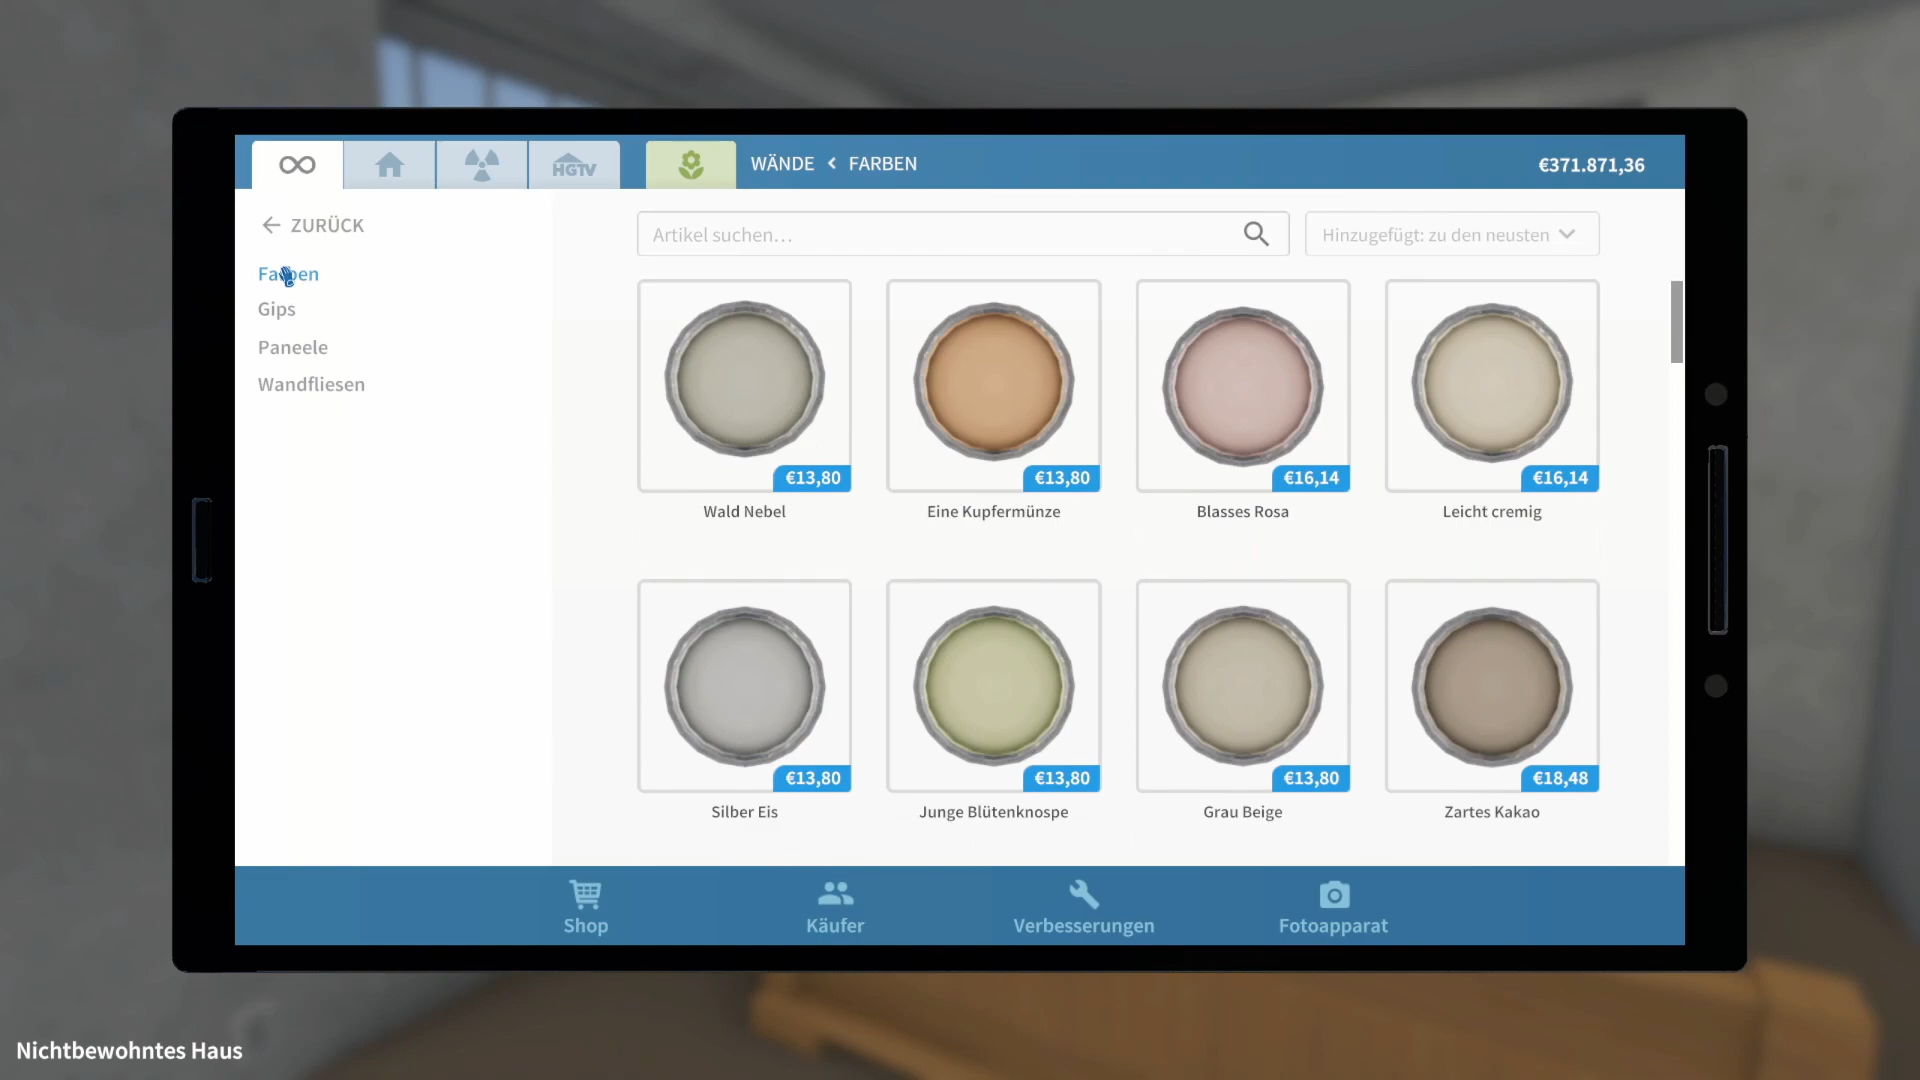 HGTV
WÄNDE < FARBEN
€371.871,36
ZURÜCK
Artikel suchen...
Hinzugefügt: zu den neusten
Farben
Gips
Paneele
Wandfliesen
€13,80
€13,80
€16,14
€16,14
Wald Nebel
Eine Kupfermünze
Blasses Rosa
Leicht cremig
€13,80
€13,80
€13,80
€18,48
Silber Eis
Junge Blütenknospe
Grau Beige
Zartes Kakao
Shop
Käufer
Verbesserungen
Fotoapparat
Nichtbewohntes Haus